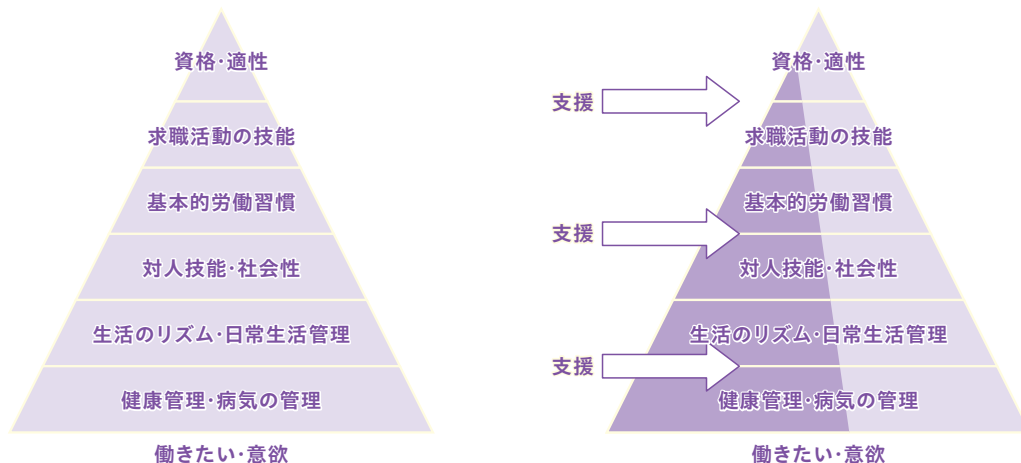 資格・適性
求職活動の技能
基本的労働習慣
対人技能・社会性
生活のリズム・日常生活管理
健康管理・病気の管理
働きたい・意欲
資格・適性
支援
求職活動の技能
基本的労働習慣
支援
対人技能・社会性
生活のリズム・日常生活管理
支援
健康管理・病気の管理
働きたい・意欲